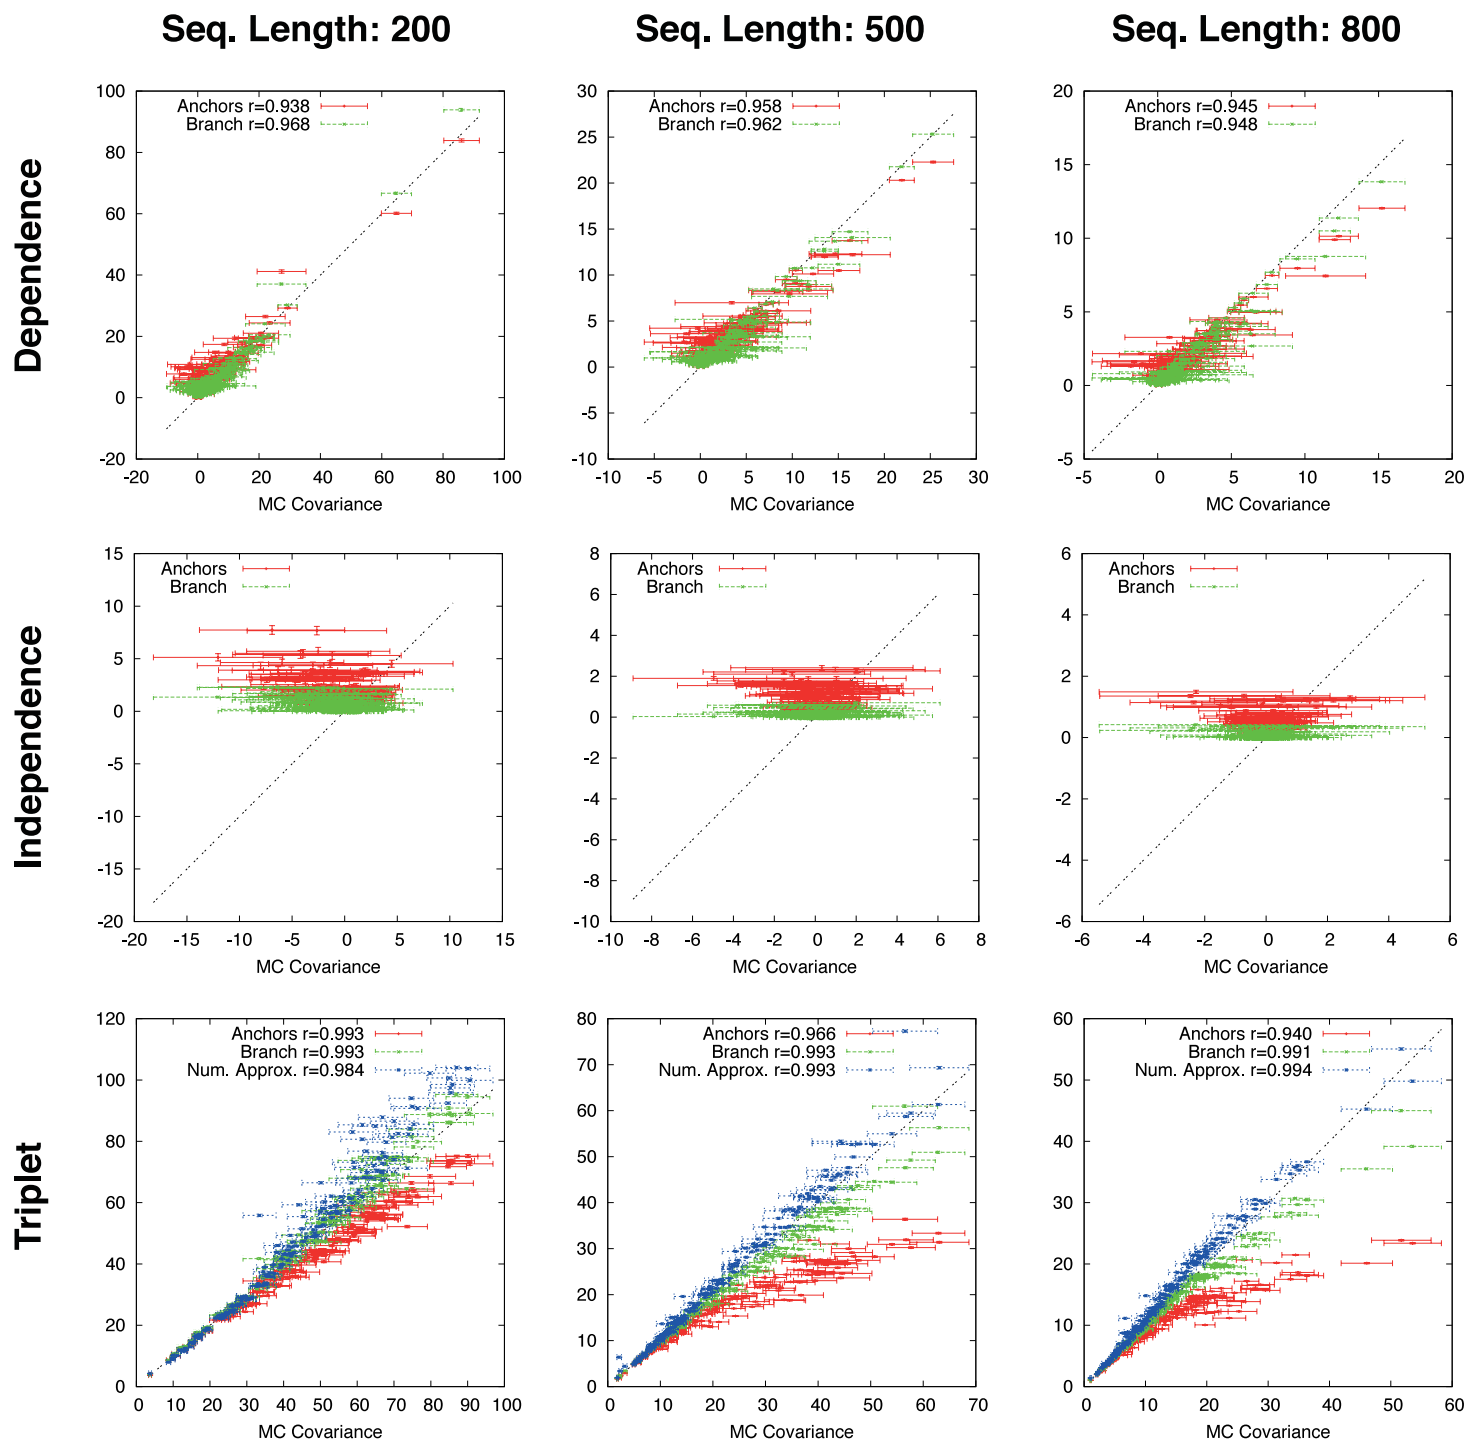 Seq. Length: 200
Seq. Length: 500
Seq. Length: 800
Dependence
100
80
60
40
20
0
-20
-20 0 20 40 60 80 100
MC Covariance
Anchors r=0.938
Branch r=0.968
30
25
20
15
10
5
0
-5
-10
-10 -5 0 5 10 15 20 25 30
MC Covariance
Anchors r=0.958
Branch r=0.962
20
15
10
5
0
-5
-5 0 5 10 15 20
MC Covariance
Anchors r=0.945
Branch r=0.948
Independence
15
10
5
0
-5
-10
-15
-20
-20 -15 -10 -5 0 5 10 15
MC Covariance
Anchors
Branch
8
6
4
2
0
-2
-4
-6
-8
-10
-10 -8 -6 -4 -2 0 2 4 6 8
MC Covariance
Anchors
Branch
6
4
2
0
-2
-4
-6
-6 -4 -2 0 2 4 6
MC Covariance
Anchors
Branch
Triplet
120
100
80
60
40
20
0
0 10 20 30 40 50 60 70 80 90 100
MC Covariance
Anchors r=0.993
Branch r=0.993
Num. Approx. r=0.984
80
70
60
50
40
30
20
10
0
0 10 20 30 40 50 60 70
MC Covariance
Anchors r=0.966
Branch r=0.993
Num. Approx. r=0.993
60
50
40
30
20
10
0
0 10 20 30 40 50 60
MC Covariance
Anchors r=0.940
Branch r=0.991
Num. Approx. r=0.994